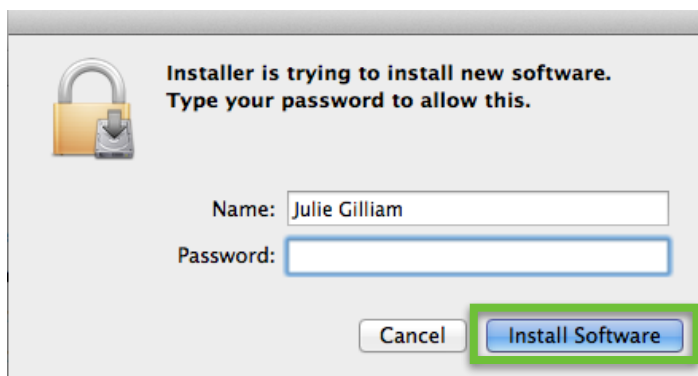 Installer is trying to install new software.
Type your password to allow this.
Name: Julie Gilliam
Password:
Cancel Install Software